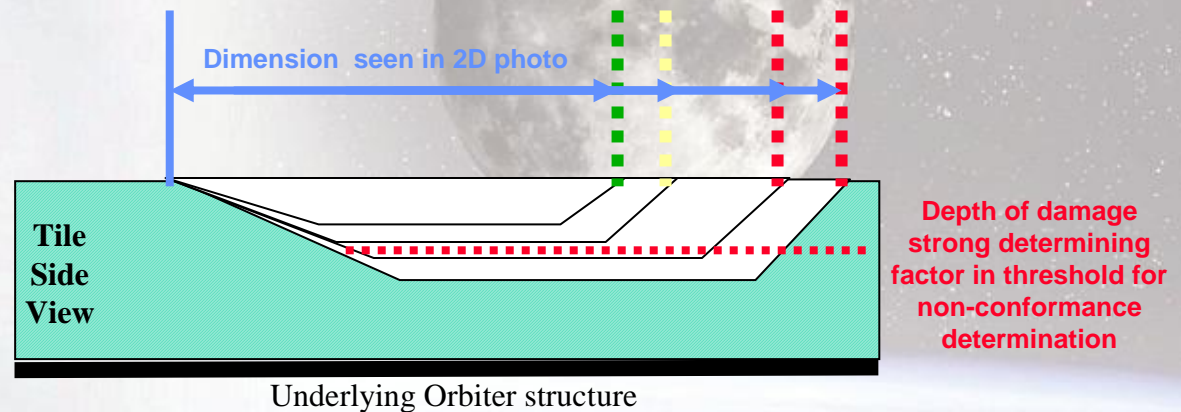 Dimension seen in 2D photo
Tile
Side
View
Depth of damage
strong determining
factor in threshold for
non-conformance
determination
Underlying Orbiter structure